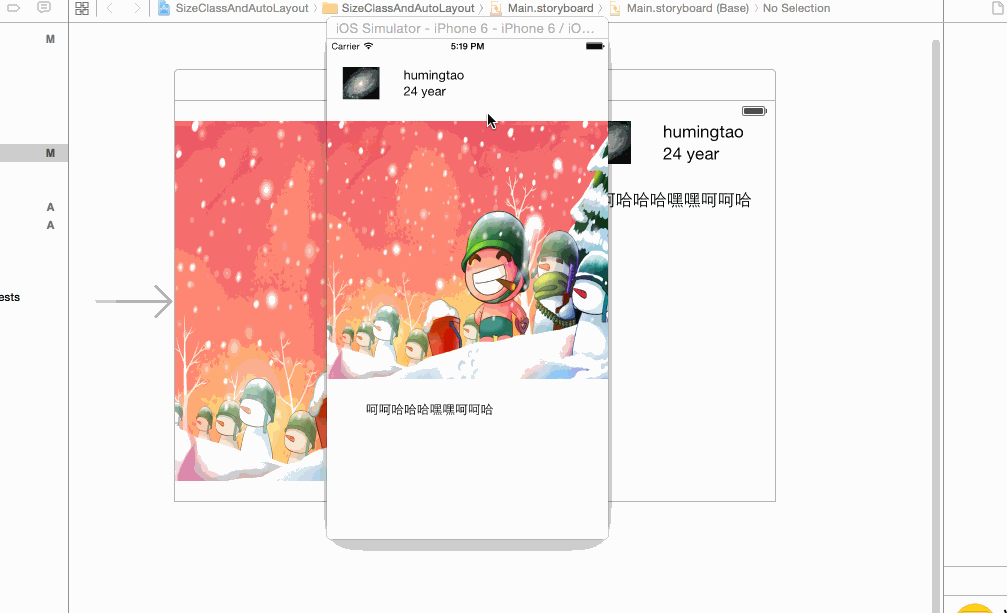 SizeClassAndAutoLayout
SizeClassAndAutoLayout
Main.storyboard
Main.storyboard (Base)
No Selection
M
M
A
A
ests
iOS Simulator - iPhone 6 - iPhone 6 / iO...
Carrier
5:19 PM
humingtao
24 year
呵呵哈哈哈嘿嘿呵呵哈
humingtao
24 year
哈哈哈嘿嘿呵呵哈